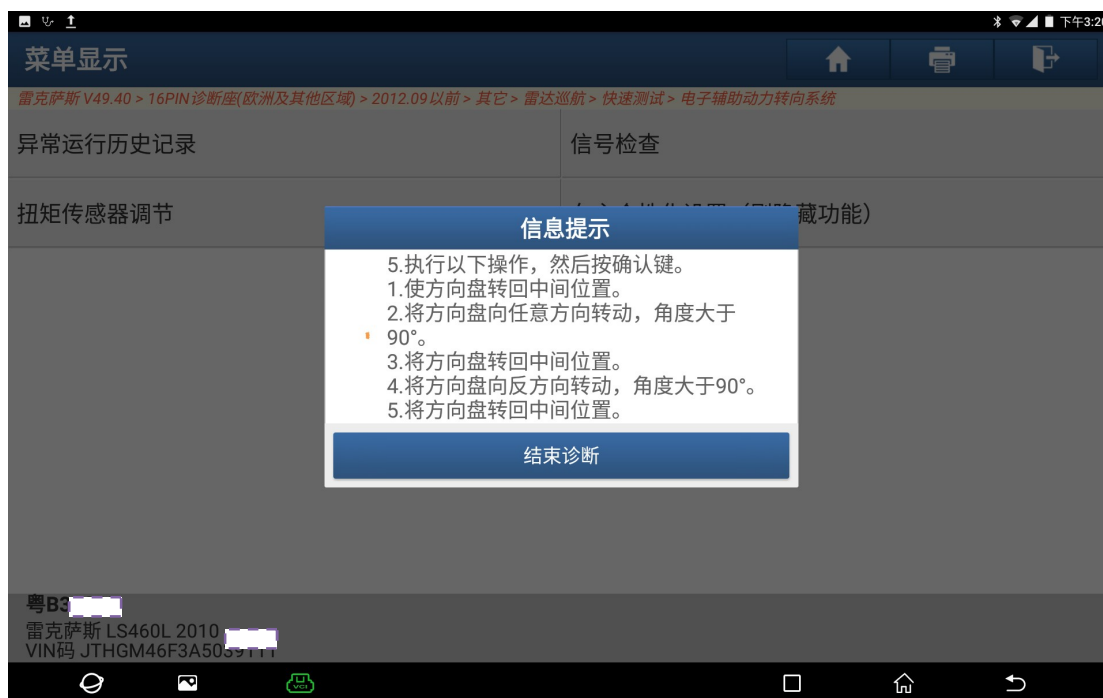 下午3:20
菜单显示
雷克萨斯 V49.40 > 16PIN诊断座(欧洲及其他区域) > 2012.09以前 > 其它 > 雷达巡航 > 快速测试 > 电子辅助动力转向系统
异常运行历史记录
信号检查
扭矩传感器调节
藏功能）
信息提示
5.执行以下操作，然后按确认键。
1.使方向盘转回中间位置。
2.将方向盘向任意方向转动，角度大于
90°。
3.将方向盘转回中间位置。
4.将方向盘向反方向转动，角度大于90°。
5.将方向盘转回中间位置。
结束诊断
粤B3
雷克萨斯 LS460L 2010
VIN码
VCI